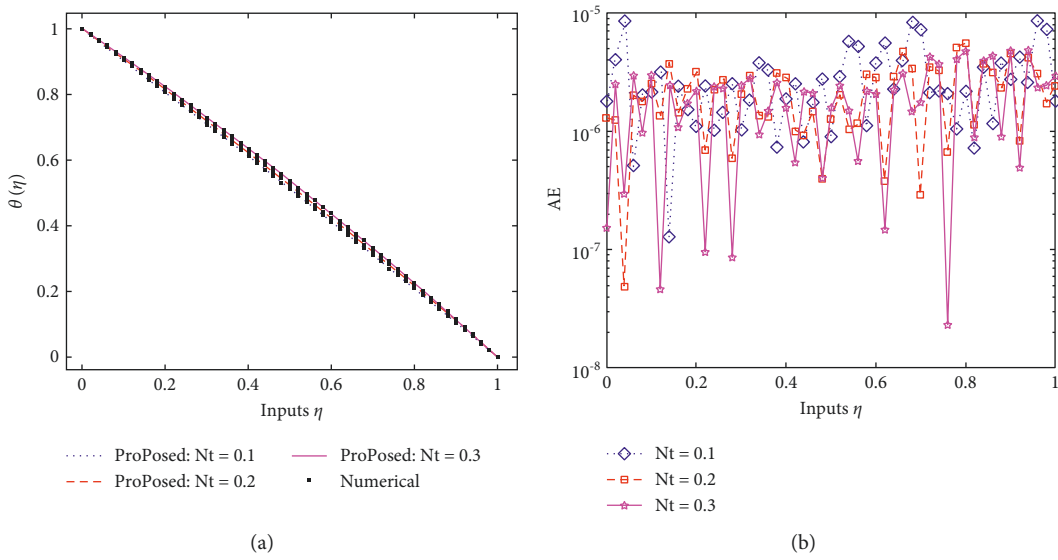 1
0.8
0.6
0.4
0.2
0
θ (η)
0 0.2 0.4 0.6 0.8 1
Inputs η
ProPosed: Nt = 0.1
ProPosed: Nt = 0.2
ProPosed: Nt = 0.3
Numerical
(a)
10^-5
10^-6
10^-7
10^-8
AE
0 0.2 0.4 0.6 0.8 1
Inputs η
Nt = 0.1
Nt = 0.2
Nt = 0.3
(b)